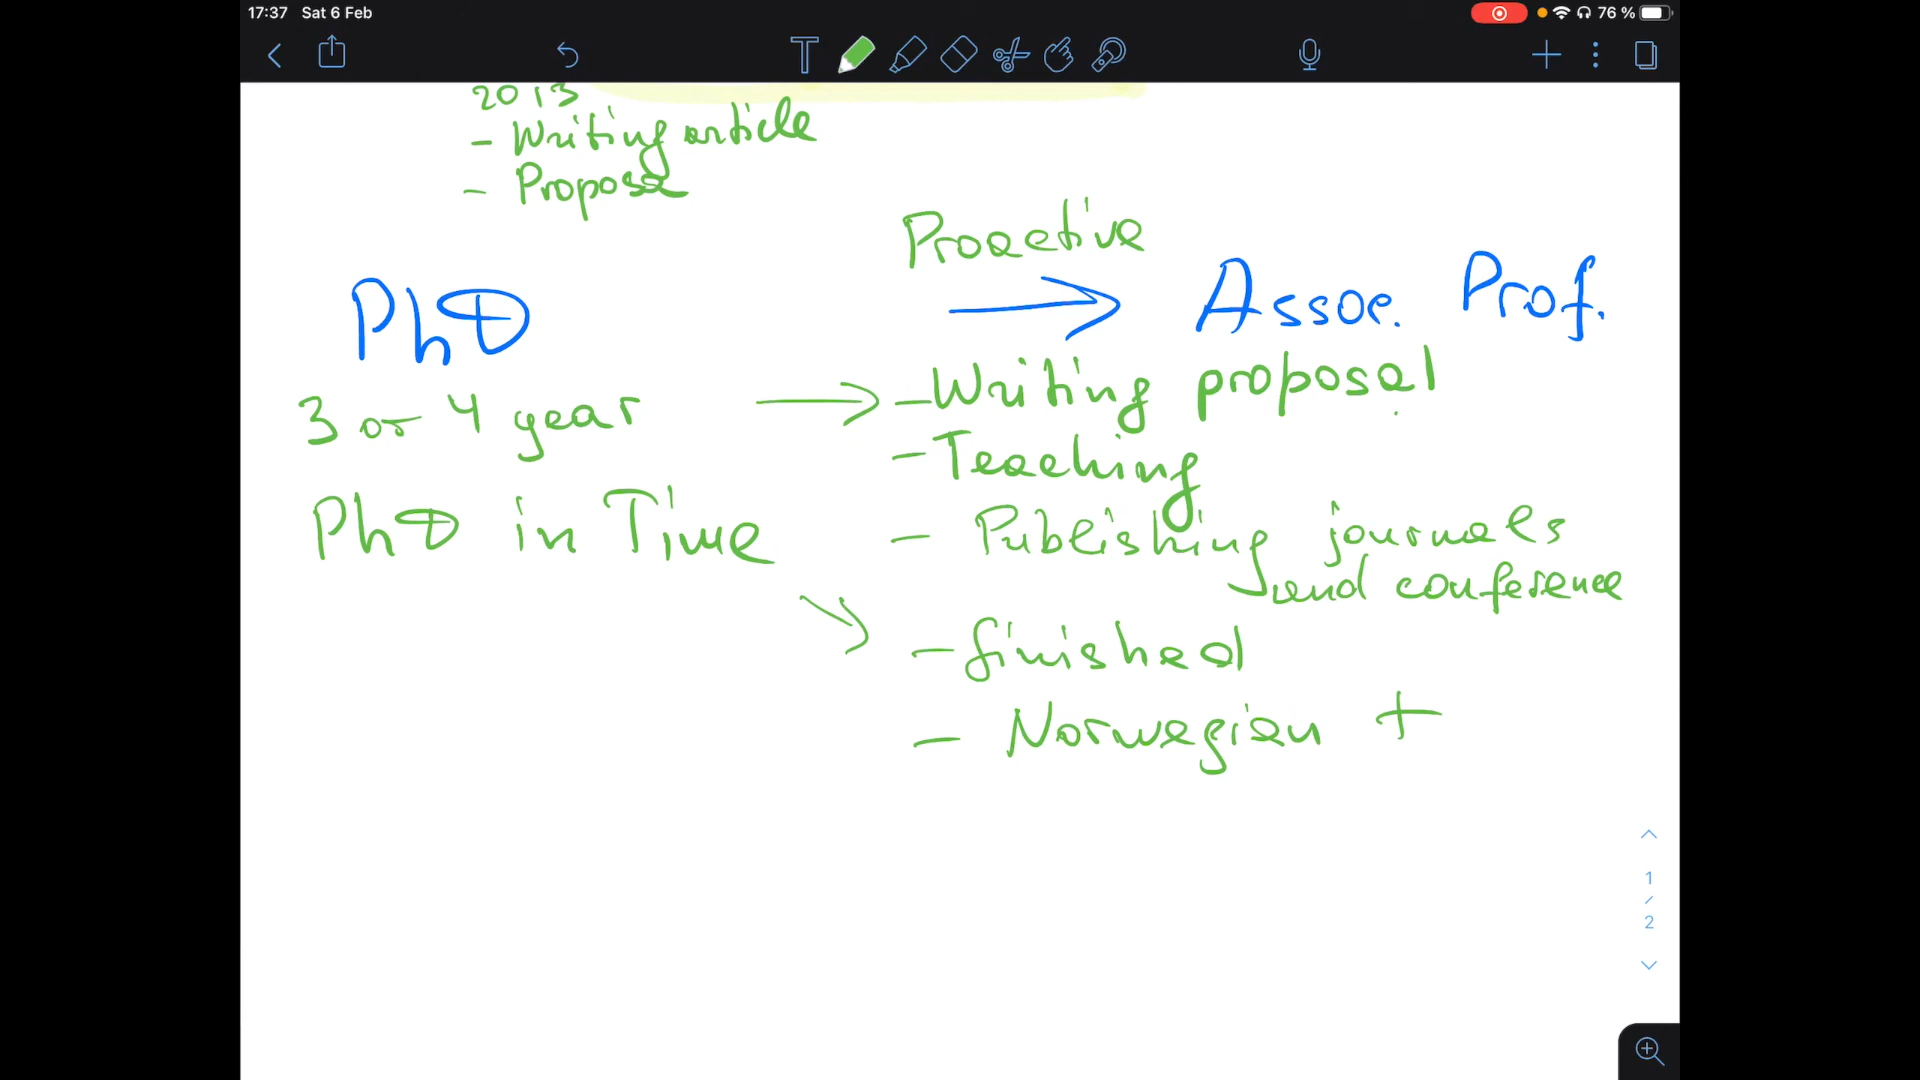 17:37 Sat 6 Feb
76 %
2013
- Writing article
- Proposal
Proactive
PhD
Assoc. Prof.
3 or 4 year
- Writing proposal
- Teaching
PhD in Time
- Publishing journals
and conference
- finished
- Norwegian +
1
/
2